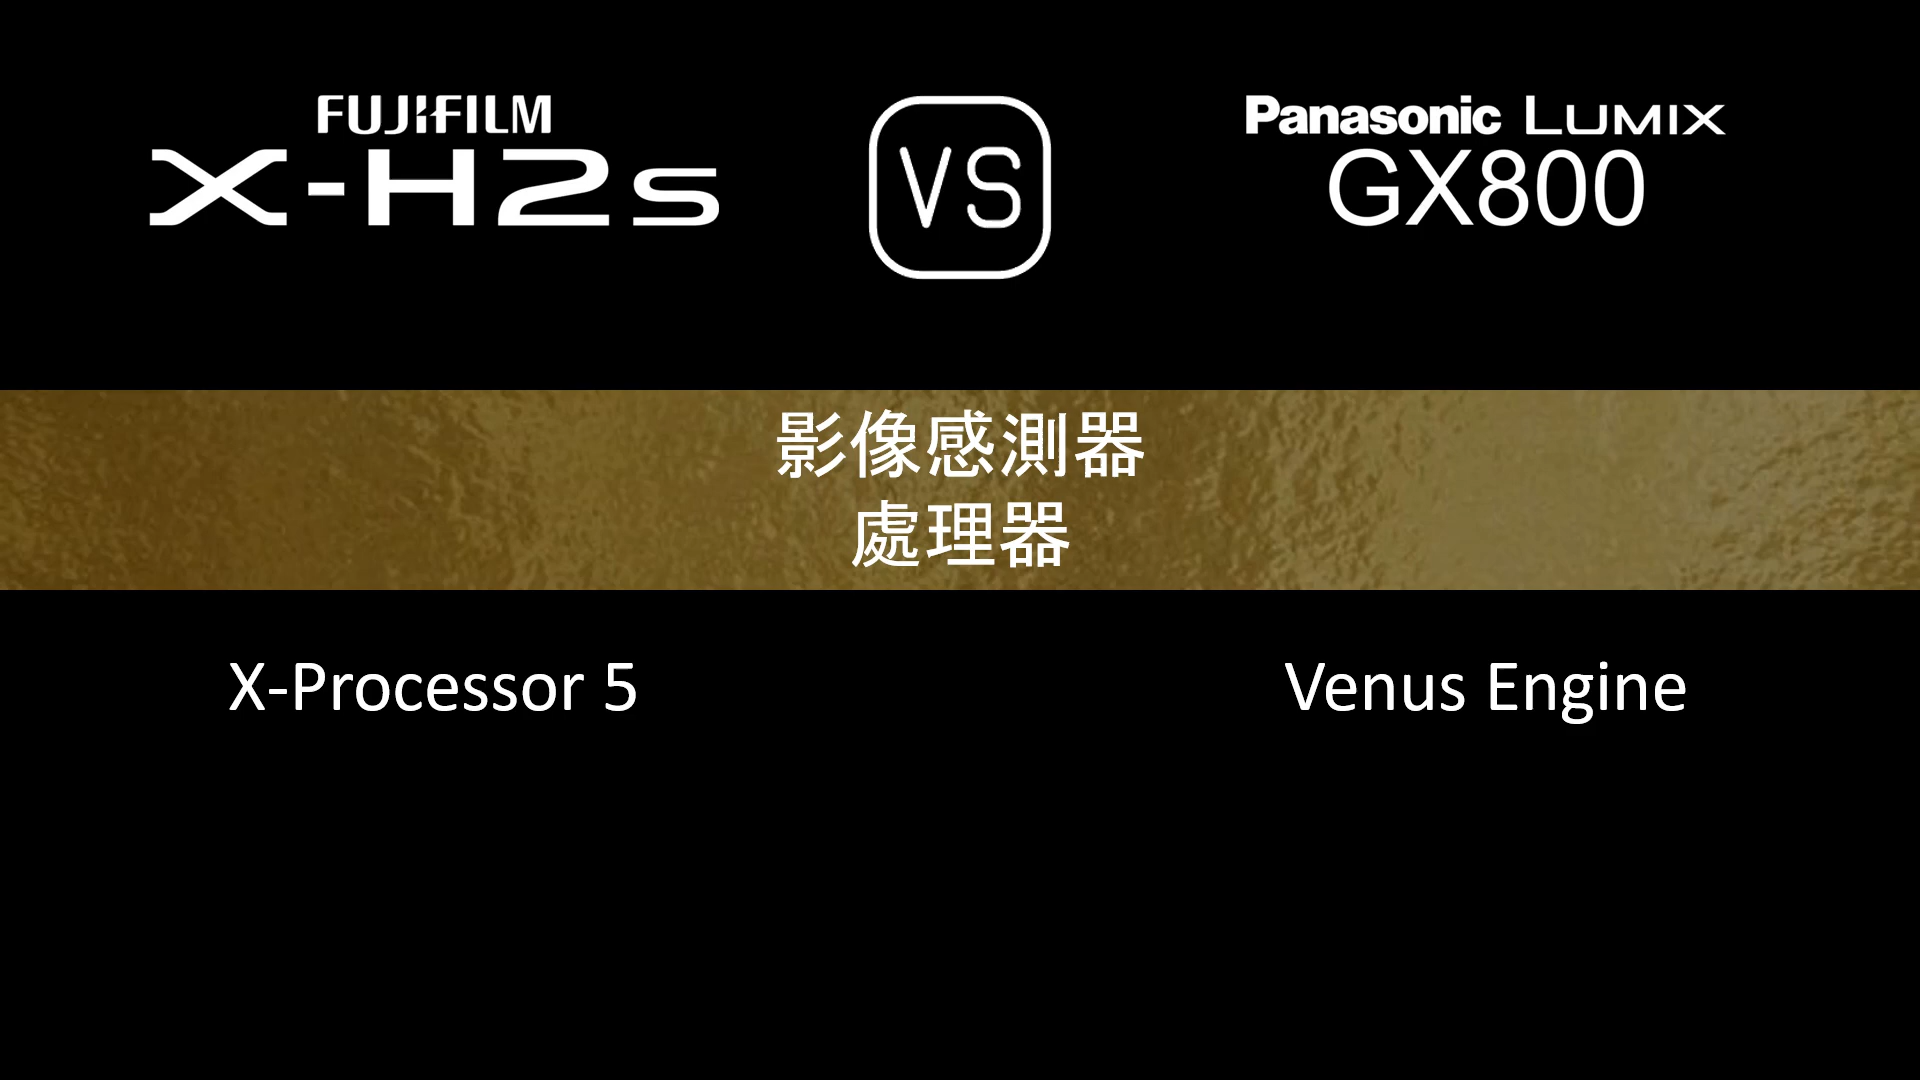 FUJIFILM
X-H2s
VS
Panasonic LUMIX
GX800
影像感測器
處理器
X-Processor 5
Venus Engine